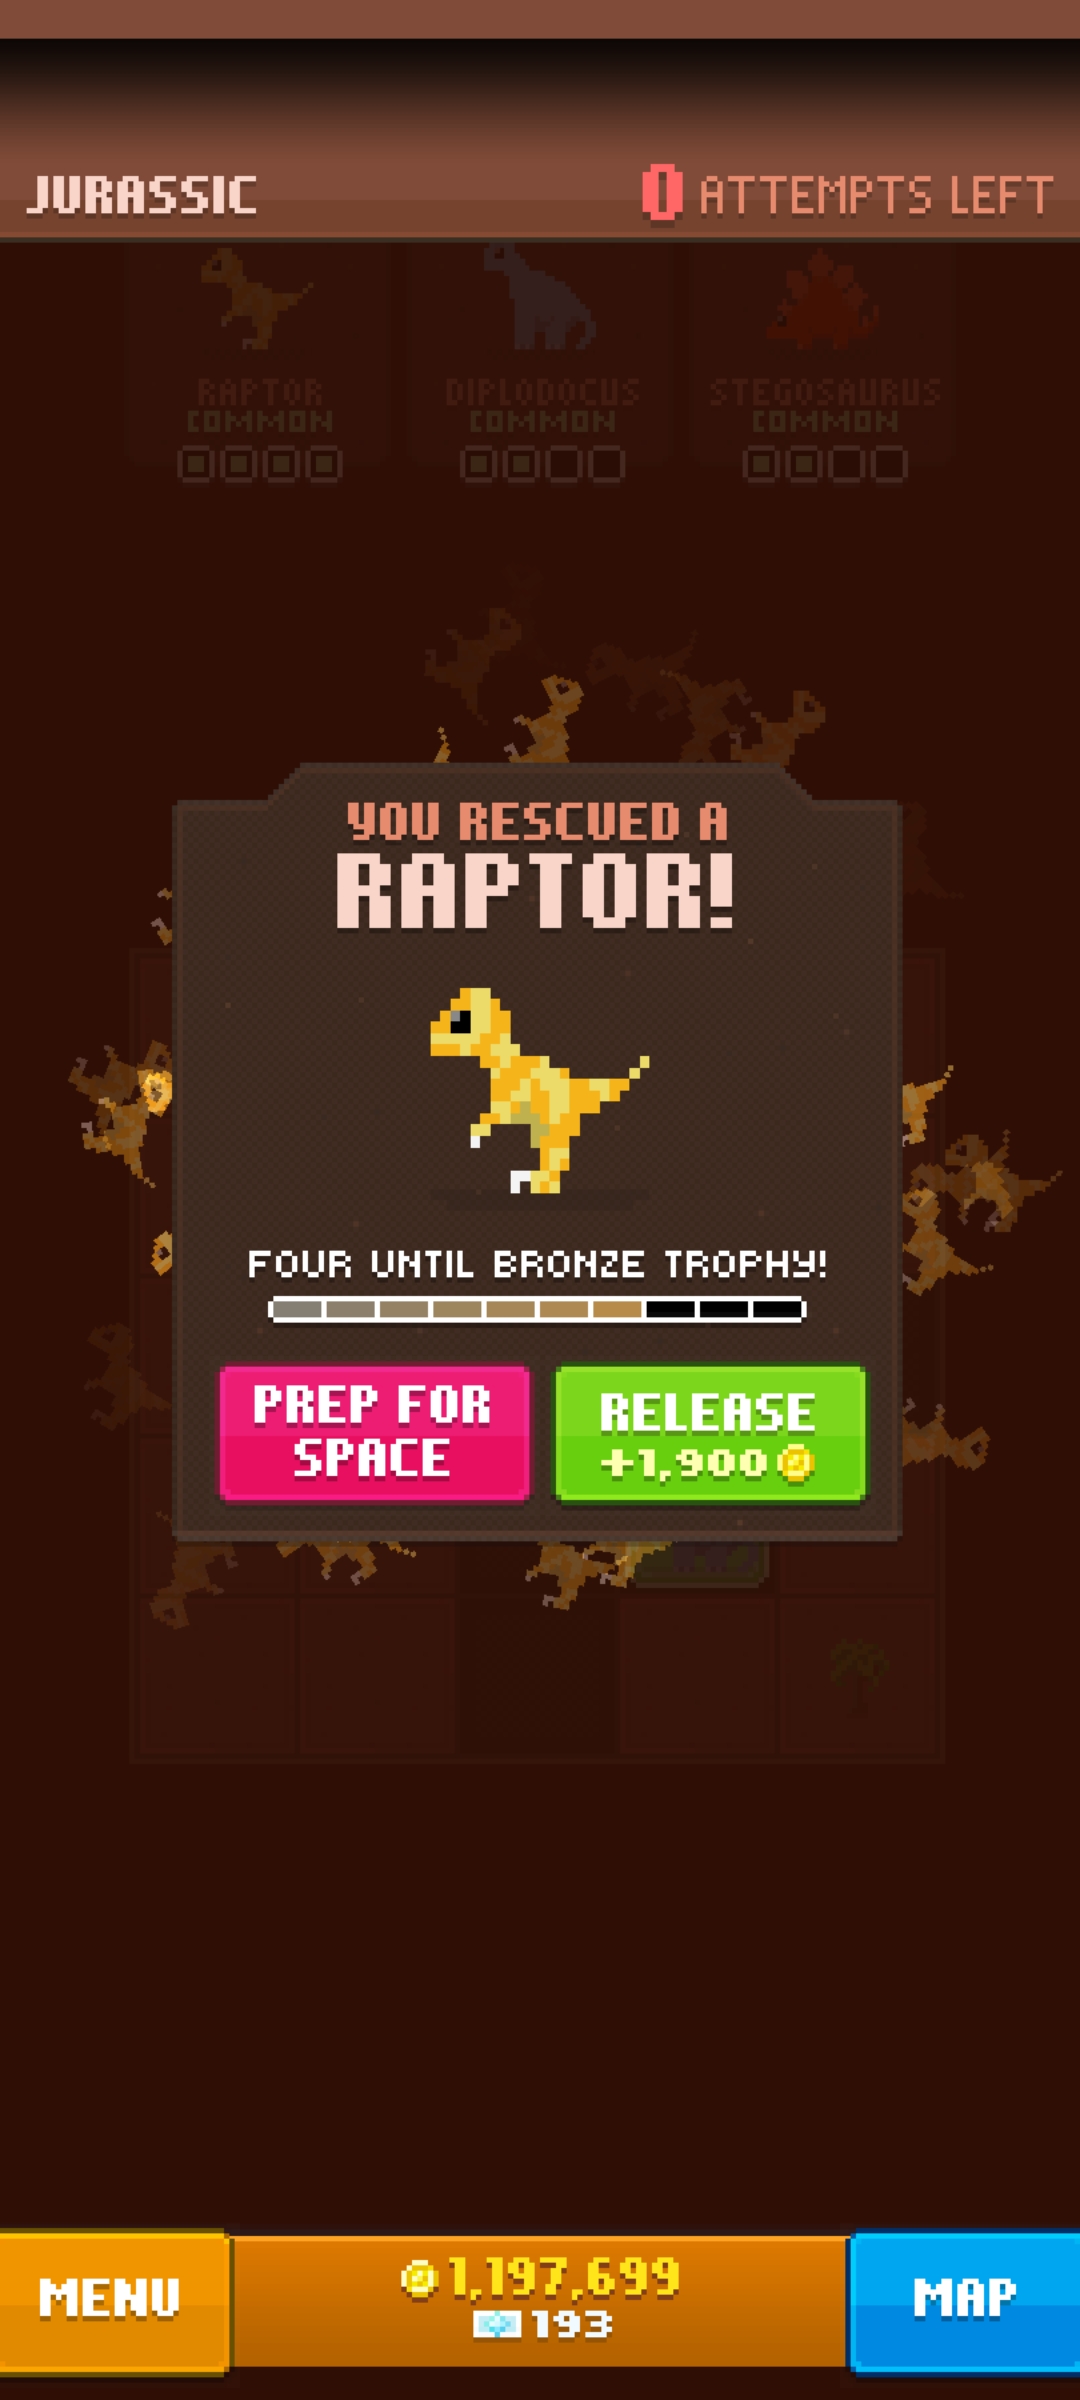 JURASSIC
0 ATTEMPTS LEFT
RAPTOR
COMMON
DIPLODOCUS
COMMON
STEGOSAURUS
COMMON
YOU RESCUED A
RAPTOR!
FOUR UNTIL BRONZE TROPHY!
PREP FOR
SPACE
RELEASE
+1,900
MENU
1,197,699
193
MAP